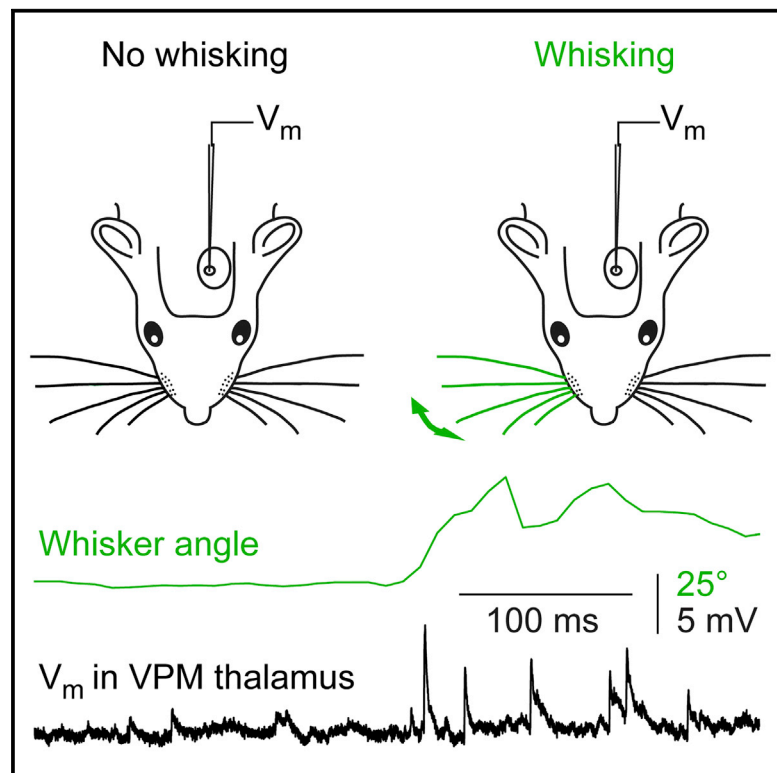 No whisking
Whisking
Vm
Vm
Whisker angle
25°
100 ms
5 mV
Vm in VPM thalamus